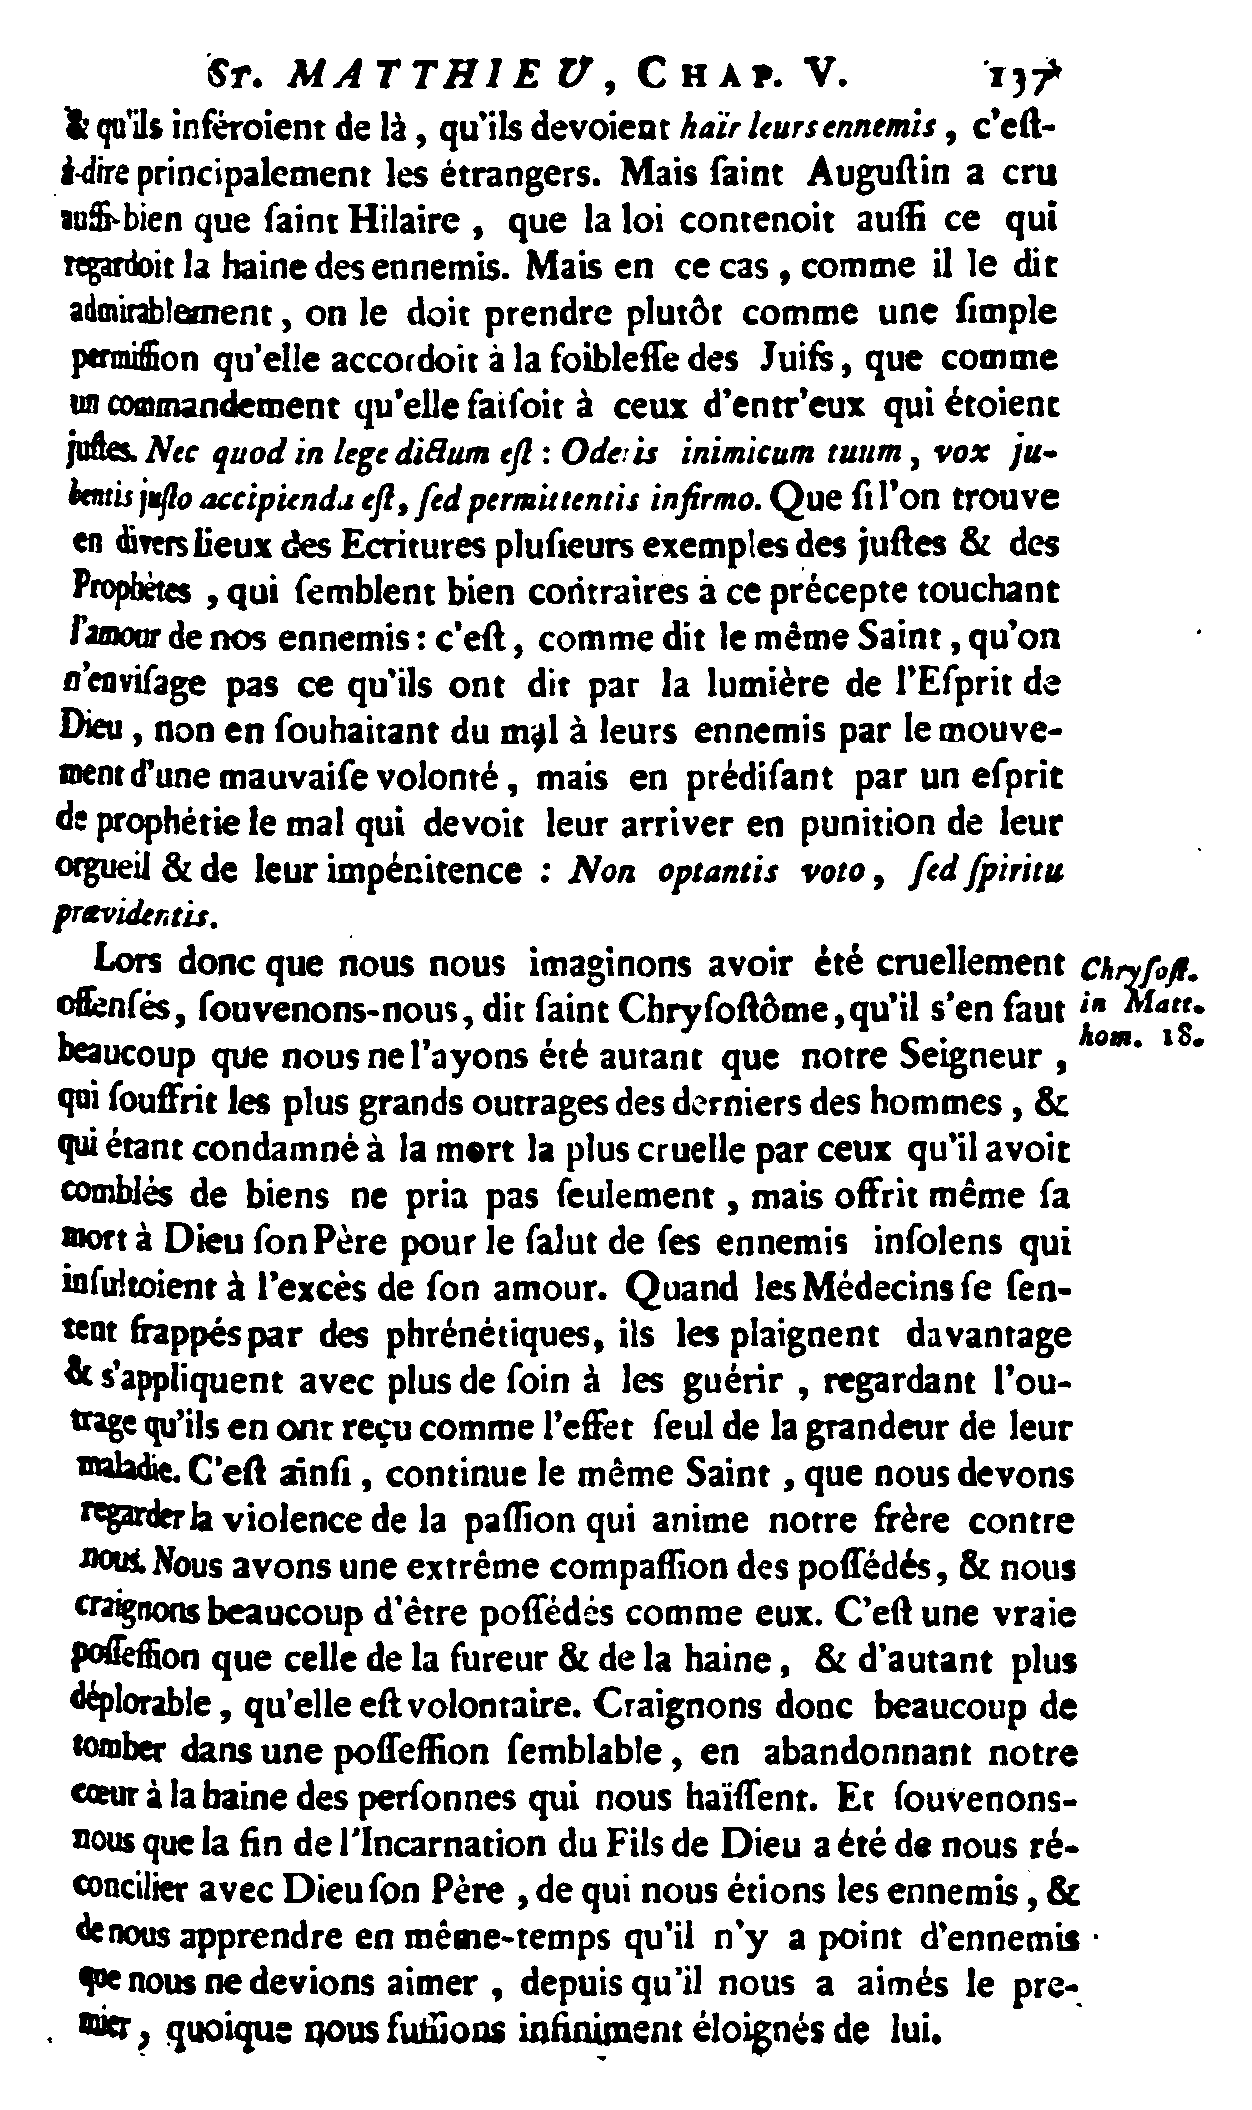 St. MATTHIEU, CHAP. V. 137
& qu'ils inféroient de là, qu'ils devoient haïr leurs ennemis, c'eſt-
à-dire principalement les étrangers. Mais ſaint Auguſtin a cru
auſſi-bien que ſaint Hilaire, que la loi contenoit auſſi ce qui
regardoit la haine des ennemis. Mais en ce cas, comme il le dit
admirablement, on le doit prendre plutôt comme une ſimple
permiſſion qu'elle accordoit à la foibleſſe des Juifs, que comme
un commandement qu'elle faiſoit à ceux d'entr'eux qui étoient
juſtes. Nec quod in lege dictum eſt : Oderis inimicum tuum, vox ju-
bentis juſto accipienda eſt, ſed permittentis infirmo. Que ſi l'on trouve
en divers lieux des Ecritures pluſieurs exemples des juſtes & des
Prophètes, qui ſemblent bien contraires à ce précepte touchant
l'amour de nos ennemis : c'eſt, comme dit le même Saint, qu'on
n'enviſage pas ce qu'ils ont dit par la lumière de l'Eſprit de
Dieu, non en ſouhaitant du mal à leurs ennemis par le mouve-
ment d'une mauvaiſe volonté, mais en prédiſant par un eſprit
de prophétie le mal qui devoit leur arriver en punition de leur
orgueil & de leur impénitence : Non optantis voto, ſed ſpiritu
prævidentis.
Lors donc que nous nous imaginons avoir été cruellement
offenſés, ſouvenons-nous, dit ſaint Chryſoſtôme, qu'il s'en faut
beaucoup que nous ne l'ayons été autant que notre Seigneur,
qui ſouffrit les plus grands outrages des derniers des hommes, &
qui étant condamné à la mort la plus cruelle par ceux qu'il avoit
comblés de biens ne pria pas ſeulement, mais offrit même ſa
mort à Dieu ſon Père pour le ſalut de ſes ennemis inſolens qui
inſultoient à l'excès de ſon amour. Quand les Médecins ſe ſen-
tent frappés par des phrénétiques, ils les plaignent davantage
& s'appliquent avec plus de ſoin à les guérir, regardant l'ou-
trage qu'ils en ont reçu comme l'effet ſeul de la grandeur de leur
maladie. C'eſt ainſi, continue le même Saint, que nous devons
regarder la violence de la paſſion qui anime notre frère contre
nous. Nous avons une extrême compaſſion des poſſédés, & nous
craignons beaucoup d'être poſſédés comme eux. C'eſt une vraie
poſſeſſion que celle de la fureur & de la haine, & d'autant plus
déplorable, qu'elle eſt volontaire. Craignons donc beaucoup de
tomber dans une poſſeſſion ſemblable, en abandonnant notre
cœur à la haine des perſonnes qui nous haïſſent. Et ſouvenons-
nous que la fin de l'Incarnation du Fils de Dieu a été de nous ré-
concilier avec Dieu ſon Père, de qui nous étions les ennemis, &
de nous apprendre en même-temps qu'il n'y a point d'ennemis
que nous ne devions aimer, depuis qu'il nous a aimés le pre-
mier, quoique nous fuſſions infiniment éloignés de lui.
Chryſoſt.
in Matt.
hom. 18.